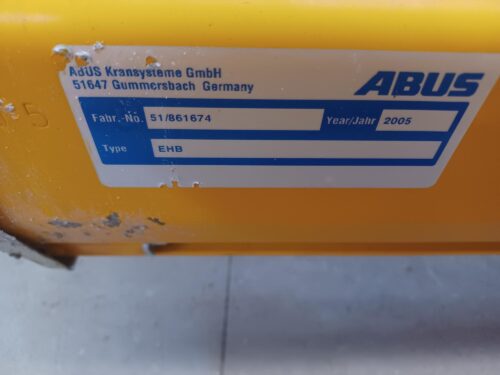 ABUS Kransysteme GmbH
51647 Gummersbach Germany
ABUS
Fabr.-No. 51/861674 Year/Jahr 2005
Type EHB